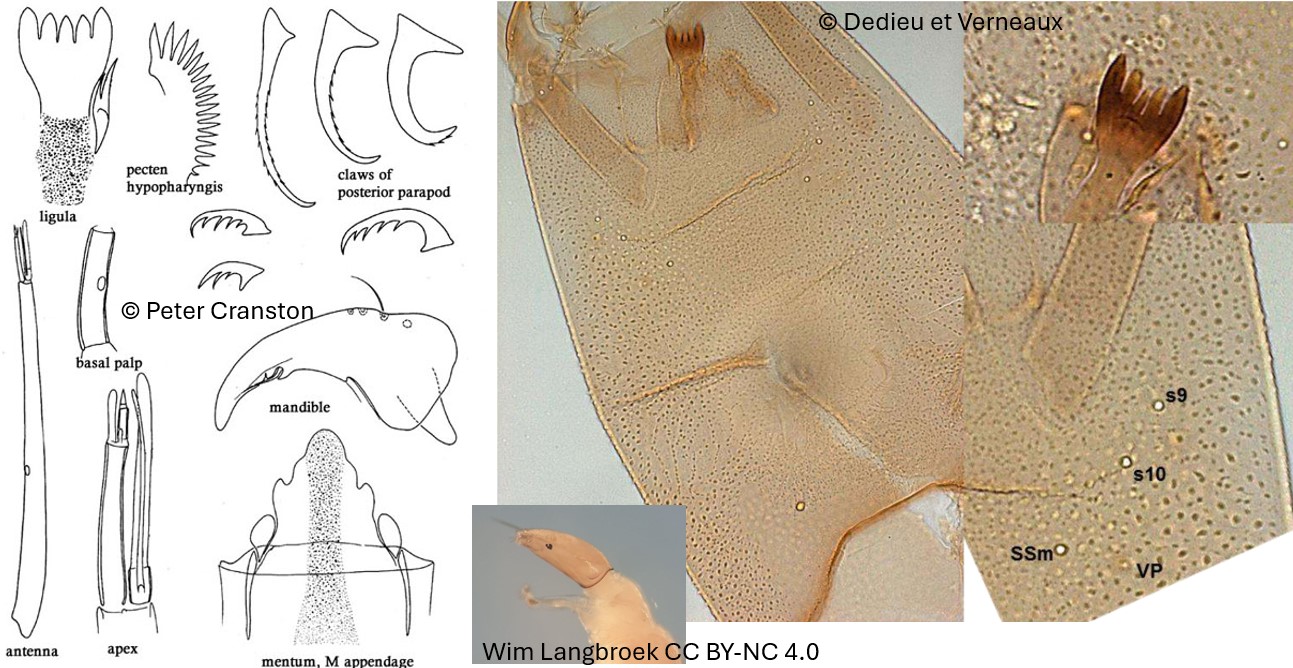 © Dedieu et Verneaux
pecten
hypopharyngis
claws of
posterior parapod
ligula
© Peter Cranston
basal palp
mandible
s9
s10
SSm
VP
antenna
apex
mentum, M appendage
Wim Langbroek CC BY-NC 4.0